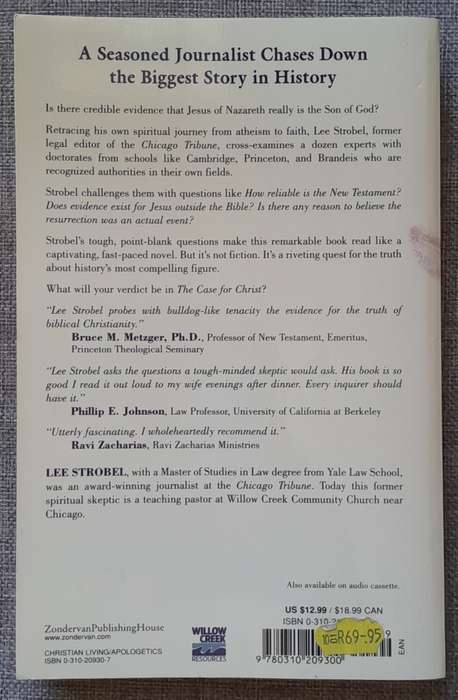 A Seasoned Journalist Chases Down
the Biggest Story in History
Is there credible evidence that Jesus of Nazareth really is the Son of God?
Retracing his own spiritual journey from atheism to faith, Lee Strobel, former
legal editor of the Chicago Tribune, cross-examines a dozen experts with
doctorates from schools like Cambridge, Princeton, and Brandeis who are
recognized authorities in their own fields.
Strobel challenges them with questions like How reliable is the New Testament?
Does evidence exist for Jesus outside the Bible? Is there any reason to believe the
resurrection was an actual event?
Strobel's tough, point-blank questions make this remarkable book read like a
captivating, fast-paced novel. But it's not fiction. It's a riveting quest for the truth
about history's most compelling figure.
What will your verdict be in The Case for Christ?
"Lee Strobel probes with bulldog-like tenacity the evidence for the truth of
biblical Christianity."
Bruce M. Metzger, Ph.D., Professor of New Testament, Emeritus,
Princeton Theological Seminary
"Lee Strobel asks the questions a tough-minded skeptic would ask. His book is so
good I read it out loud to my wife evenings after dinner. Every inquirer should
have it."
Phillip E. Johnson, Law Professor, University of California at Berkeley
"Utterly fascinating. I wholeheartedly recommend it."
Ravi Zacharias, Ravi Zacharias Ministries
LEE STROBEL, with a Master of Studies in Law degree from Yale Law School,
was an award-winning journalist at the Chicago Tribune. Today this former
spiritual skeptic is a teaching pastor at Willow Creek Community Church near
Chicago.
Also available on audio cassette.
US $12.99 / $18.99 CAN
ISBN 0-310-2
R69-95
EAN
9 780310 209300
ZondervanPublishingHouse
www.zondervan.com
CHRISTIAN LIVING/APOLOGETICS
ISBN 0-310-20930-7
WILLOW
CREEK
RESOURCES